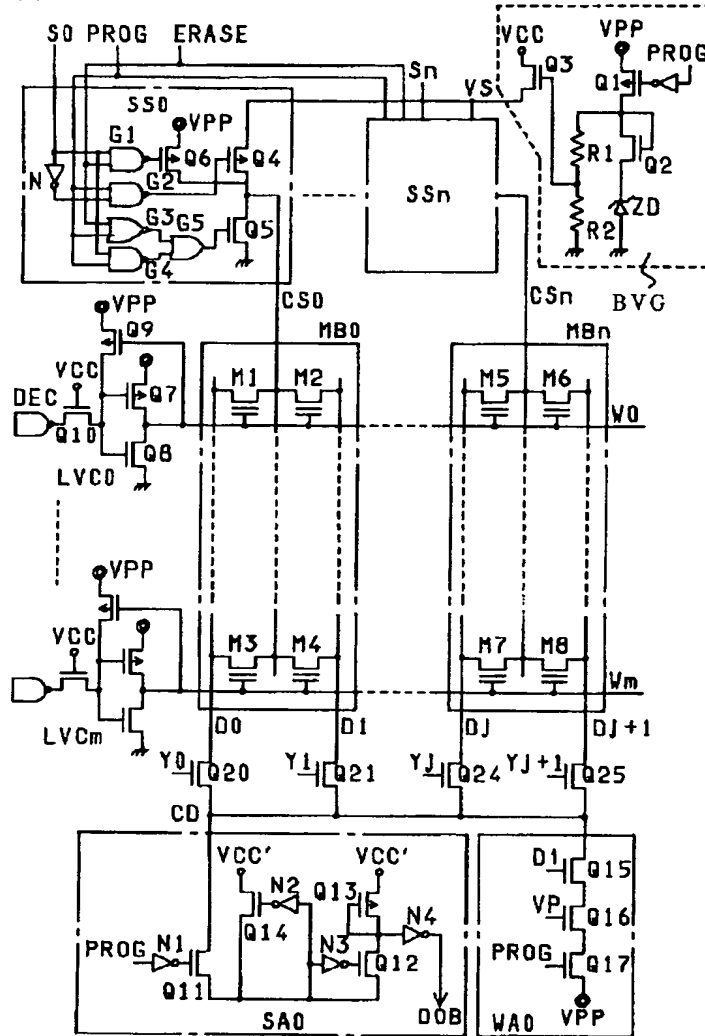 S0 PROG ERASE
VCC
VPP
PROG
Sn
VS
Q3
Q1
SS0
VPP
G1
Q6
Q4
R1
Q2
N
G2
SSn
G3
G5
Q5
R2
ZD
G4
CS0
CSn
BVG
VPP
Q9
MB0
MBn
VCC
Q7
M1
M2
M5
M6
DEC
W0
Q10
Q8
LVC0
VPP
VCC
M3
M4
M7
M8
Wm
LVCm
D0
D1
DJ
DJ+1
Y0
Q20
Y1
Q21
YJ
Q24
YJ+1
Q25
CD
VCC'
VCC'
D1
Q15
N2
Q13
N4
VP
Q16
Q14
PROG
N1
N3
Q12
PROG
Q17
Q11
SA0
DOB
WA0
VPP